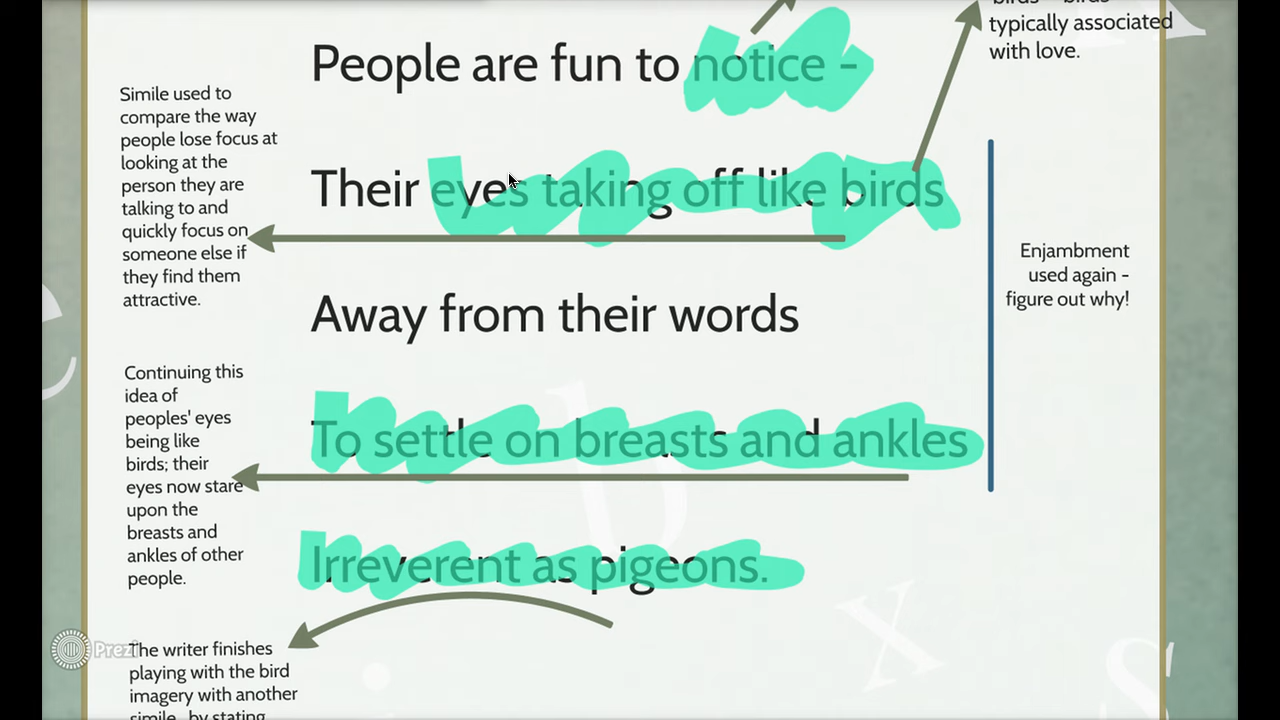 birds - birds
typically associated
with love.
People are fun to notice -
Simile used to
compare the way
people lose focus at
looking at the
person they are
talking to and
quickly focus on
someone else if
they find them
attractive.
Their eyes taking off like birds
Enjambment
used again -
figure out why!
Away from their words
Continuing this
idea of
peoples' eyes
being like
birds; their
eyes now stare
upon the
breasts and
ankles of other
people.
To settle on breasts and ankles
Irreverent as pigeons.
The writer finishes
playing with the bird
imagery with another
simile, by stating
Prezi
e
b
x
s